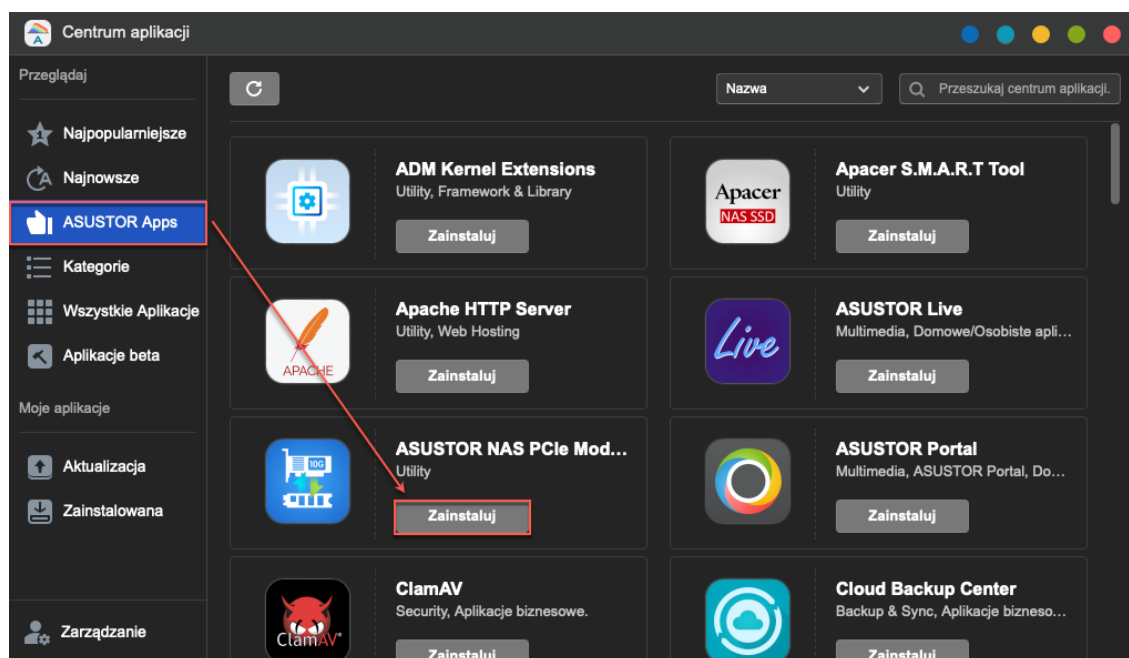 Centrum aplikacji
Przeglądaj
Najpopularniejsze
Najnowsze
ASUSTOR Apps
Kategorie
Wszystkie Aplikacje
Aplikacje beta
Moje aplikacje
Aktualizacja
Zainstalowana
Zarządzanie
Nazwa
Przeszukaj centrum aplikacji.
ADM Kernel Extensions
Utility, Framework & Library
Zainstaluj
Apacer
NAS SSD
Apacer S.M.A.R.T Tool
Utility
Zainstaluj
APACHE
Apache HTTP Server
Utility, Web Hosting
Zainstaluj
Live
ASUSTOR Live
Multimedia, Domowe/Osobiste apli...
Zainstaluj
10G
ASUSTOR NAS PCIe Mod...
Utility
Zainstaluj
ASUSTOR Portal
Multimedia, ASUSTOR Portal, Do...
Zainstaluj
ClamAV
ClamAV
Security, Aplikacje biznesowe.
Zainstaluj
Cloud Backup Center
Backup & Sync, Aplikacje bizneso...
Zainstaluj